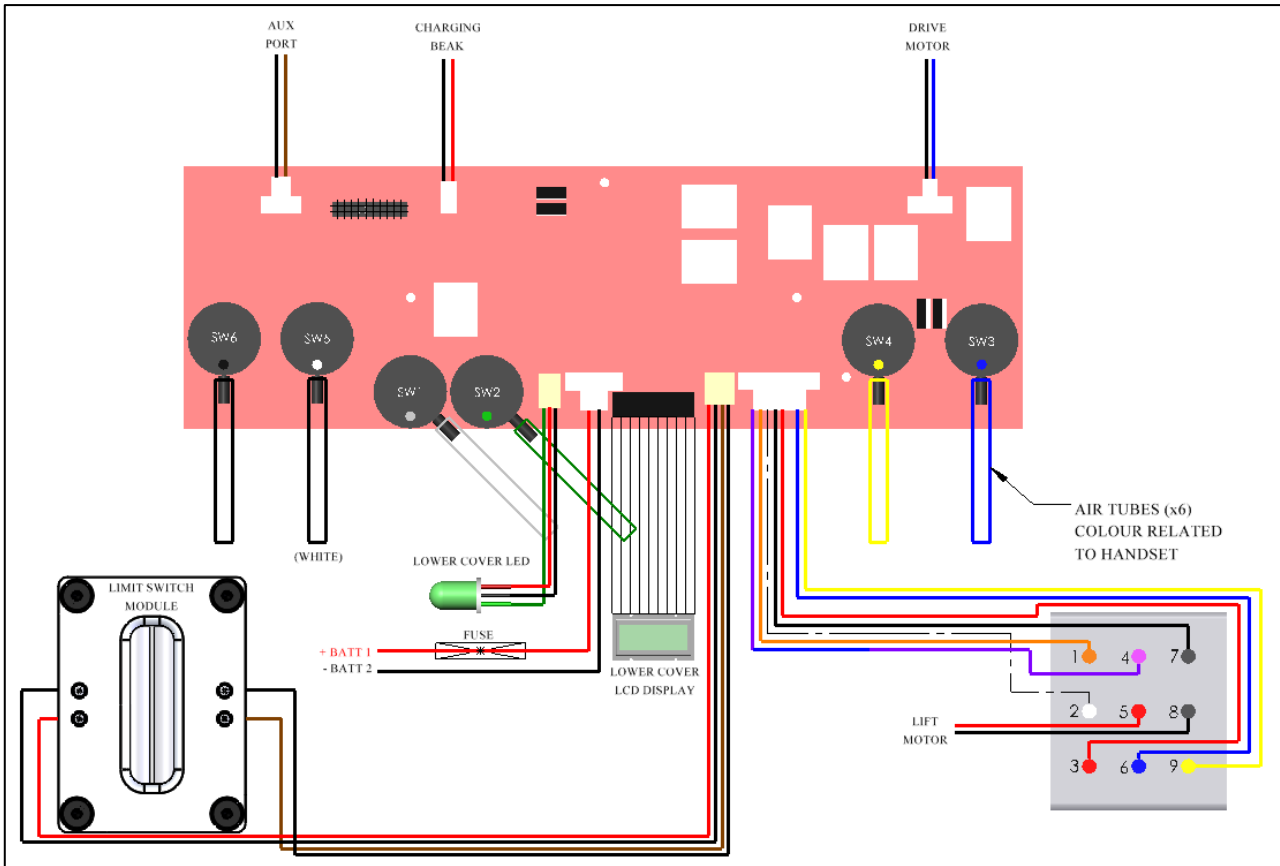 AUX
PORT
CHARGING
BEAK
DRIVE
MOTOR
SW6
SW5
SW1
SW2
SW4
SW3
AIR TUBES (x6)
COLOUR RELATED
TO HANDSET
(WHITE)
LOWER COVER LED
LIMIT SWITCH
MODULE
FUSE
+ BATT 1
- BATT 2
LOWER COVER
LCD DISPLAY
LIFT
MOTOR
1 4 7
2 5 8
3 6 9